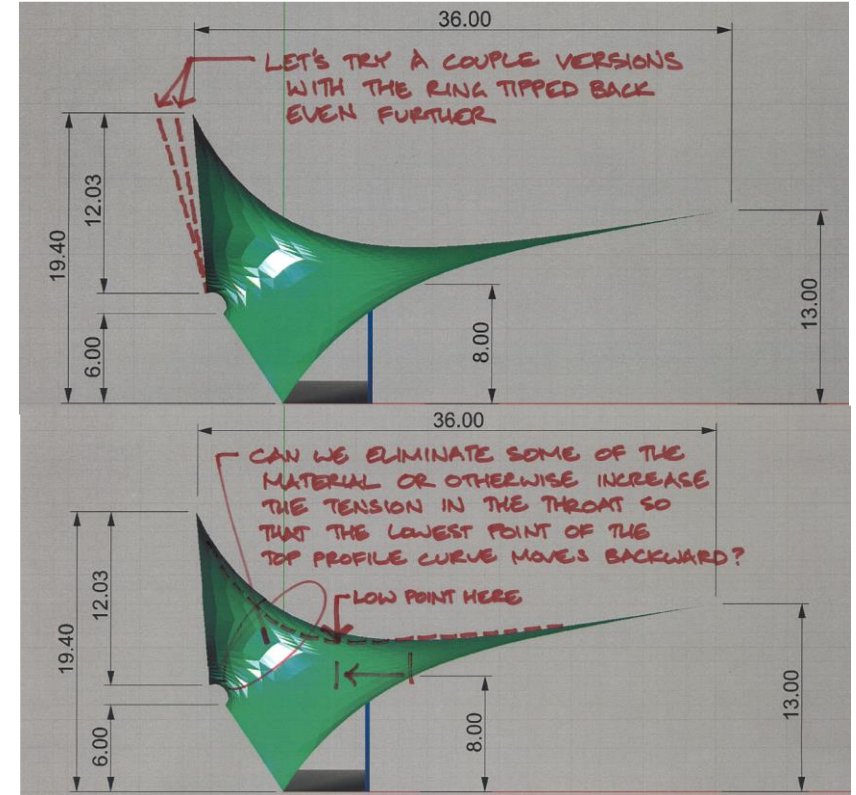 36.00
LET'S TRY A COUPLE VERSIONS
WITH THE RING TIPPED BACK
EVEN FURTHER
12.03
19.40
6.00
8.00
13.00
36.00
CAN WE ELIMINATE SOME OF THE
MATERIAL OR OTHERWISE INCREASE
THE TENSION IN THE THROAT SO
THAT THE LOWEST POINT OF THE
TOP PROFILE CURVE MOVES BACKWARD?
LOW POINT HERE
12.03
19.40
6.00
8.00
13.00